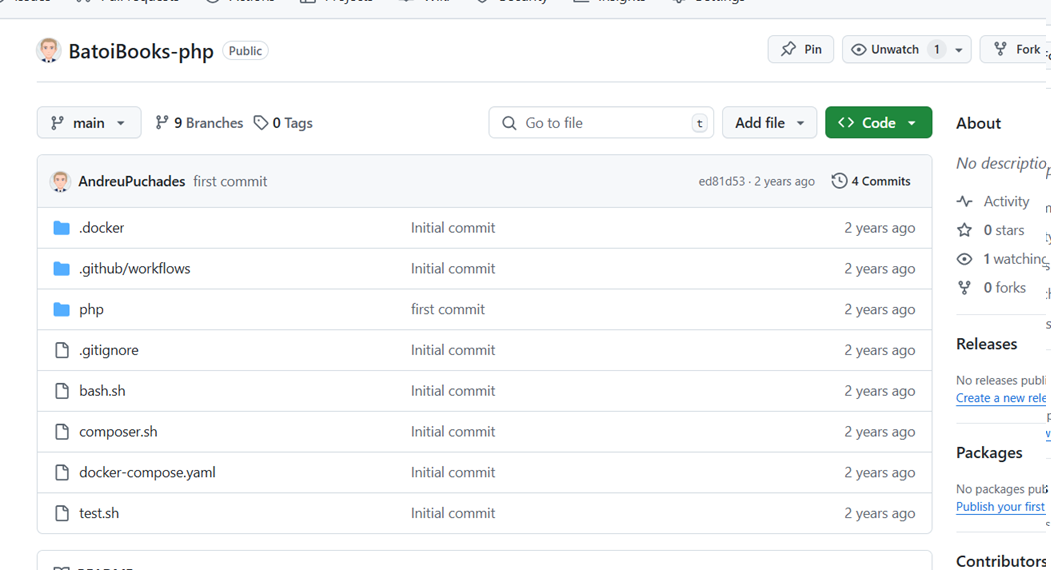 BatoiBooks-php Public
Pin Unwatch 1 Fork
main 9 Branches 0 Tags Go to file t Add file Code
AndreuPuchades first commit ed81d53 · 2 years ago 4 Commits
.docker Initial commit 2 years ago
.github/workflows Initial commit 2 years ago
php first commit 2 years ago
.gitignore Initial commit 2 years ago
bash.sh Initial commit 2 years ago
composer.sh Initial commit 2 years ago
docker-compose.yaml Initial commit 2 years ago
test.sh Initial commit 2 years ago
About
No descriptio
Activity
0 stars
1 watching
0 forks
Releases
No releases publi
Create a new rele
Packages
No packages pub
Publish your first
Contributors